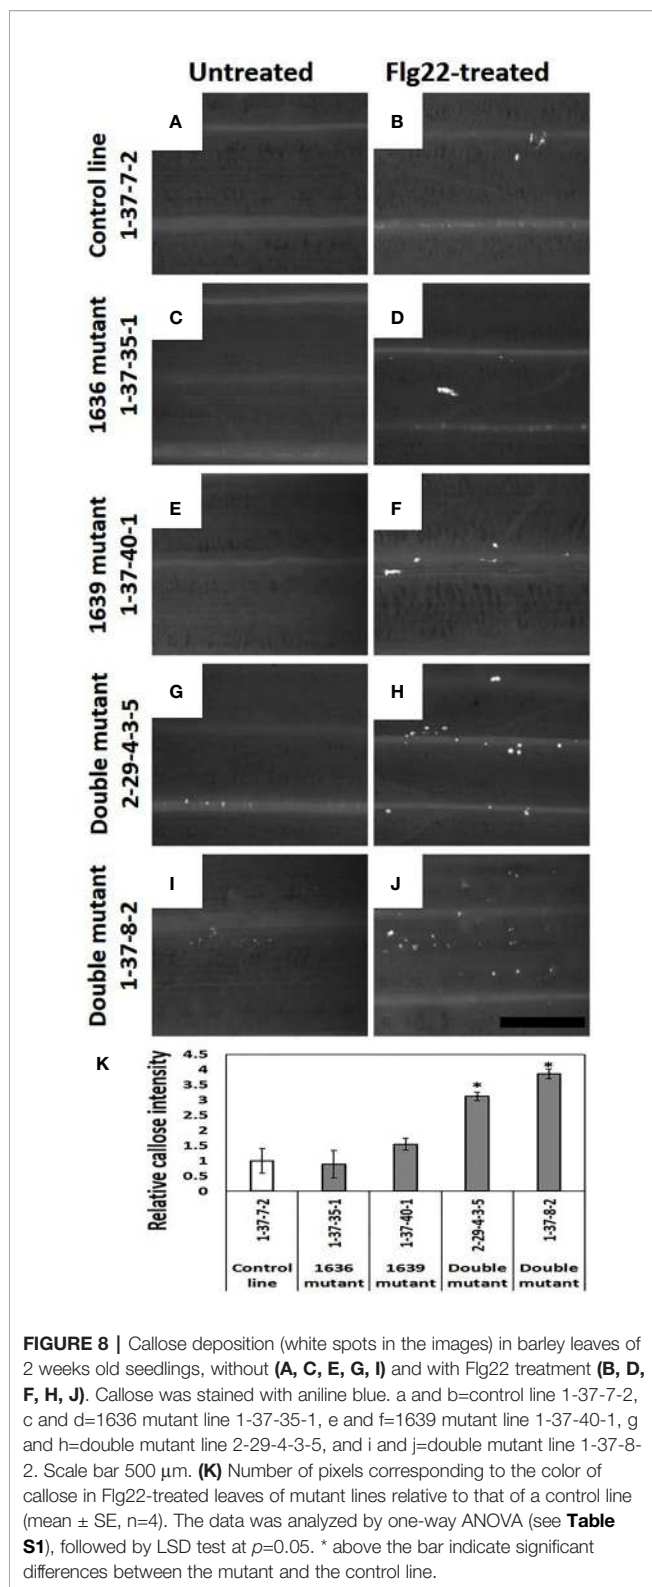 Untreated Flg22-treated
Control line
1-37-7-2
A B
1636 mutant
1-37-35-1
C D
1639 mutant
1-37-40-1
E F
Double mutant
2-29-4-3-5
G H
Double mutant
1-37-8-2
I J
K
Relative callose intensity
4.5
4
3.5
3
2.5
2
1.5
1
0.5
0
* *
1-37-7-2 1-37-35-1 1-37-40-1 2-29-4-3-5 1-37-8-2
Control 1636 1639 Double Double
line mutant mutant mutant mutant
FIGURE 8 | Callose deposition (white spots in the images) in barley leaves of
2 weeks old seedlings, without (A, C, E, G, I) and with Flg22 treatment (B, D,
F, H, J). Callose was stained with aniline blue. a and b=control line 1-37-7-2,
c and d=1636 mutant line 1-37-35-1, e and f=1639 mutant line 1-37-40-1, g
and h=double mutant line 2-29-4-3-5, and i and j=double mutant line 1-37-8-
2. Scale bar 500 μm. (K) Number of pixels corresponding to the color of
callose in Flg22-treated leaves of mutant lines relative to that of a control line
(mean ± SE, n=4). The data was analyzed by one-way ANOVA (see Table
S1), followed by LSD test at p=0.05. * above the bar indicate significant
differences between the mutant and the control line.